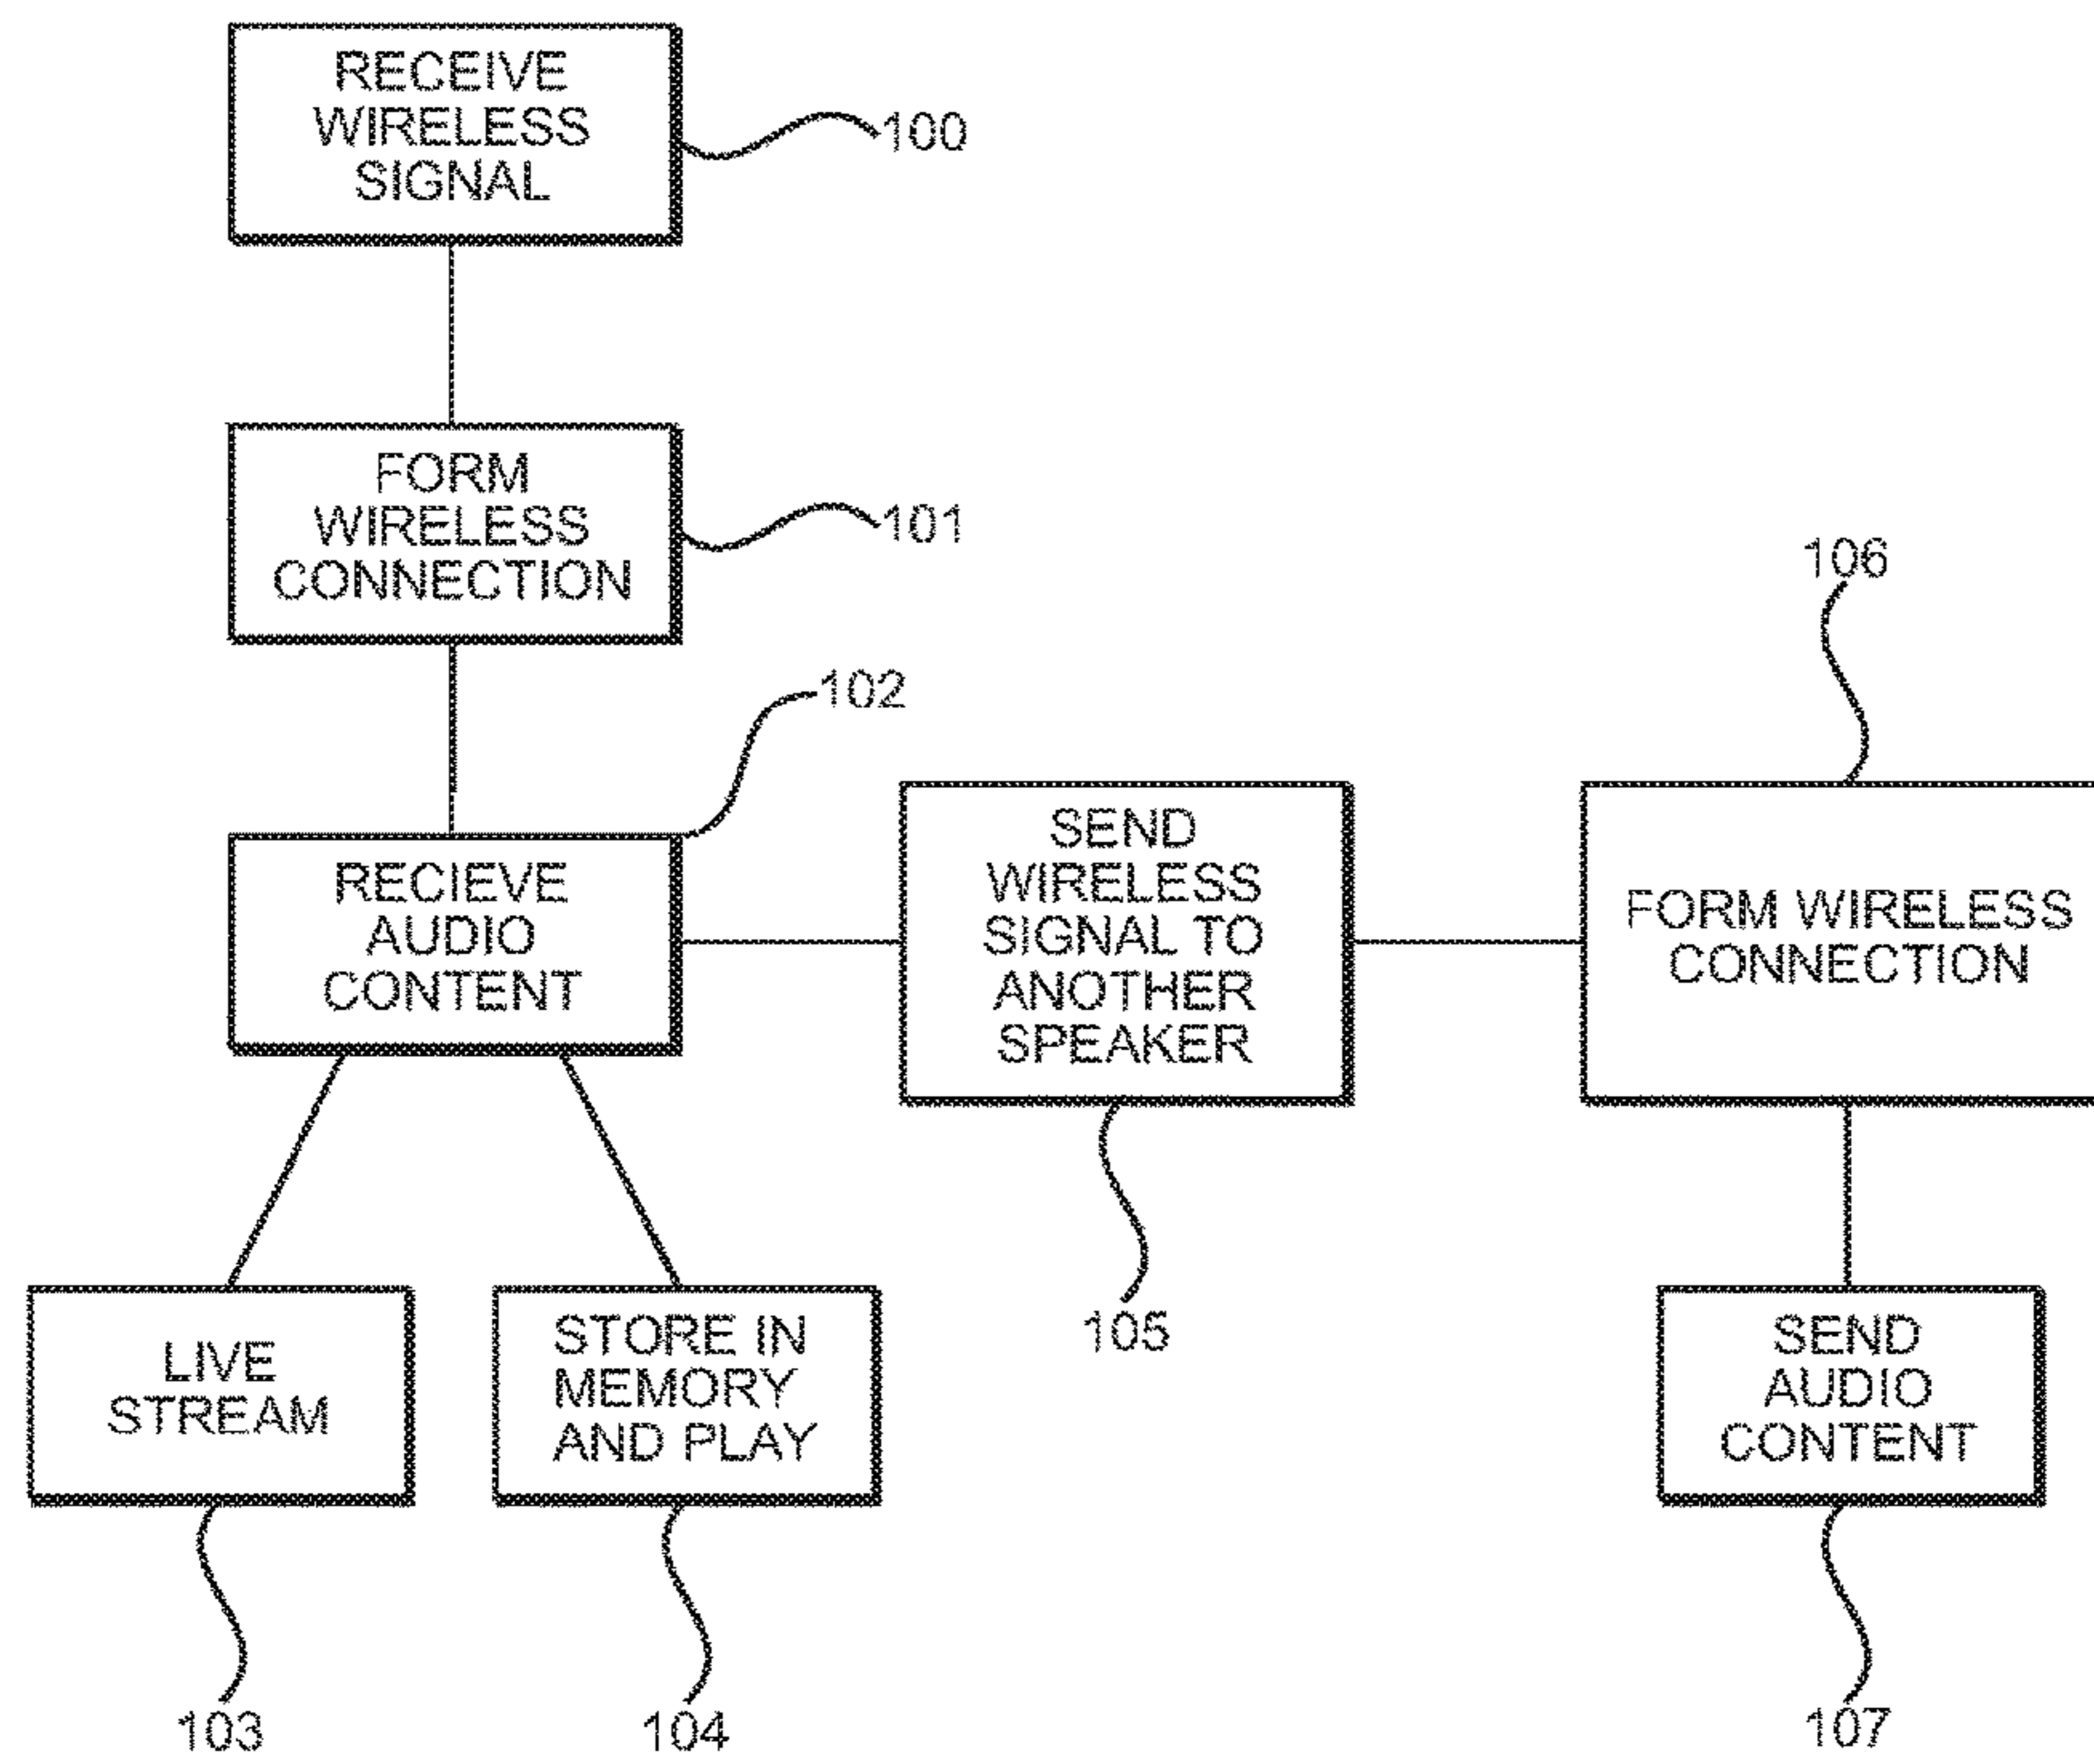 RECEIVE
WIRELESS
SIGNAL
100
FORM
WIRELESS
CONNECTION
101
102
RECIEVE
AUDIO
CONTENT
SEND
WIRELESS
SIGNAL TO
ANOTHER
SPEAKER
105
106
FORM WIRELESS
CONNECTION
LIVE
STREAM
103
STORE IN
MEMORY
AND PLAY
104
SEND
AUDIO
CONTENT
107